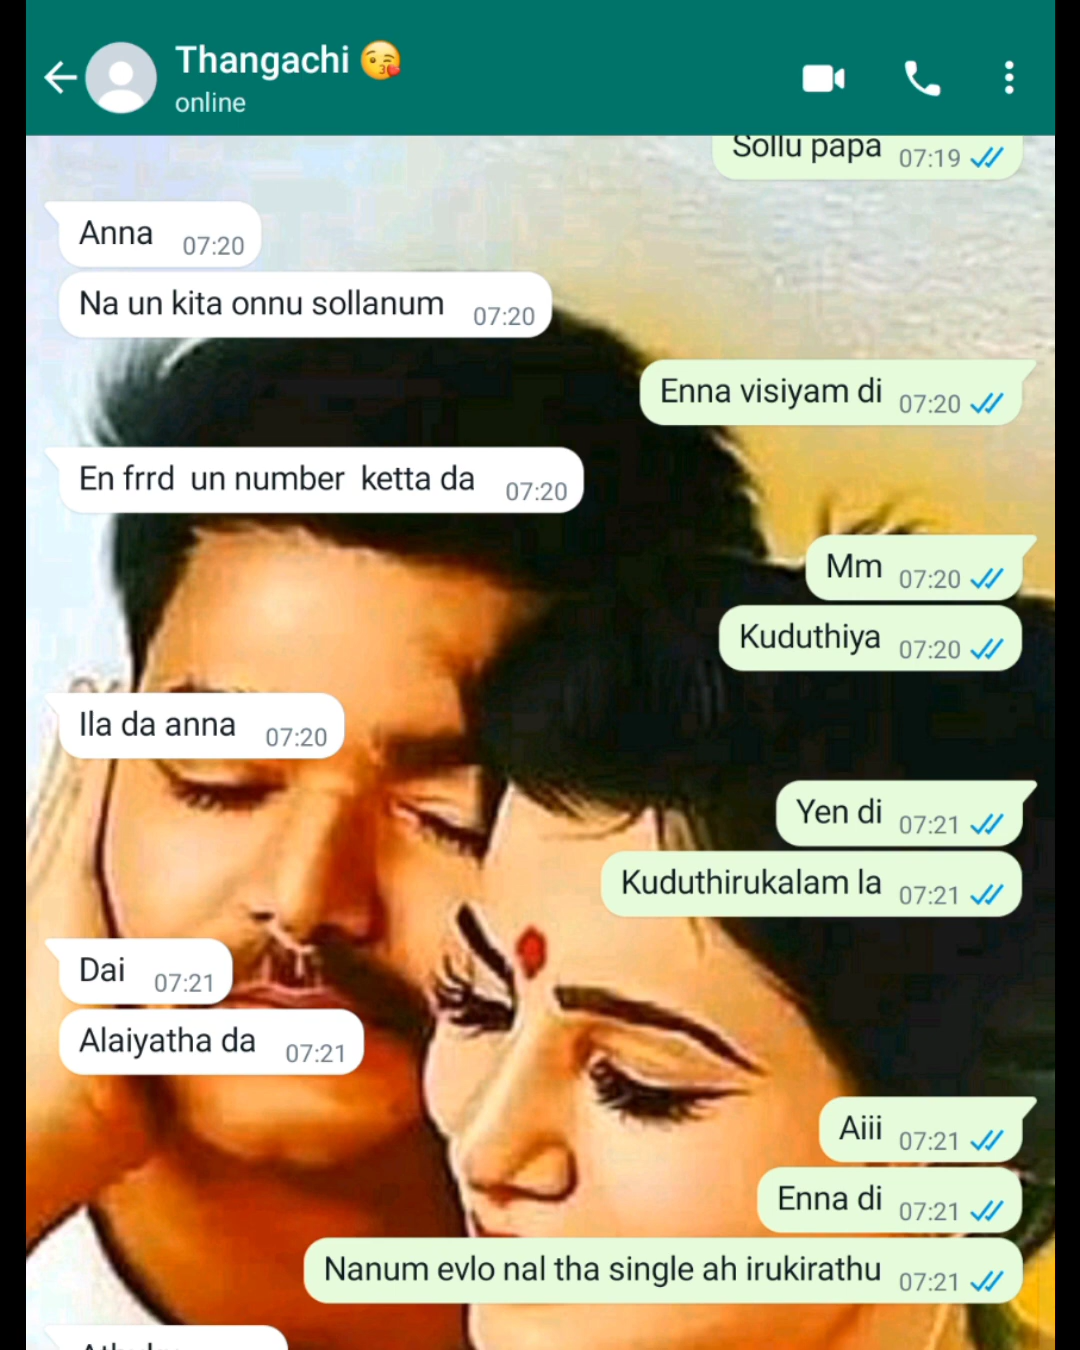 Thangachi 😘
online
Sollu papa 07:19
Anna 07:20
Na un kita onnu sollanum 07:20
Enna visiyam di 07:20
En frrd un number ketta da 07:20
Mm 07:20
Kuduthiya 07:20
Ila da anna 07:20
Yen di 07:21
Kuduthirukalam la 07:21
Dai 07:21
Alaiyatha da 07:21
Aiii 07:21
Enna di 07:21
Nanum evlo nal tha single ah irukirathu 07:21